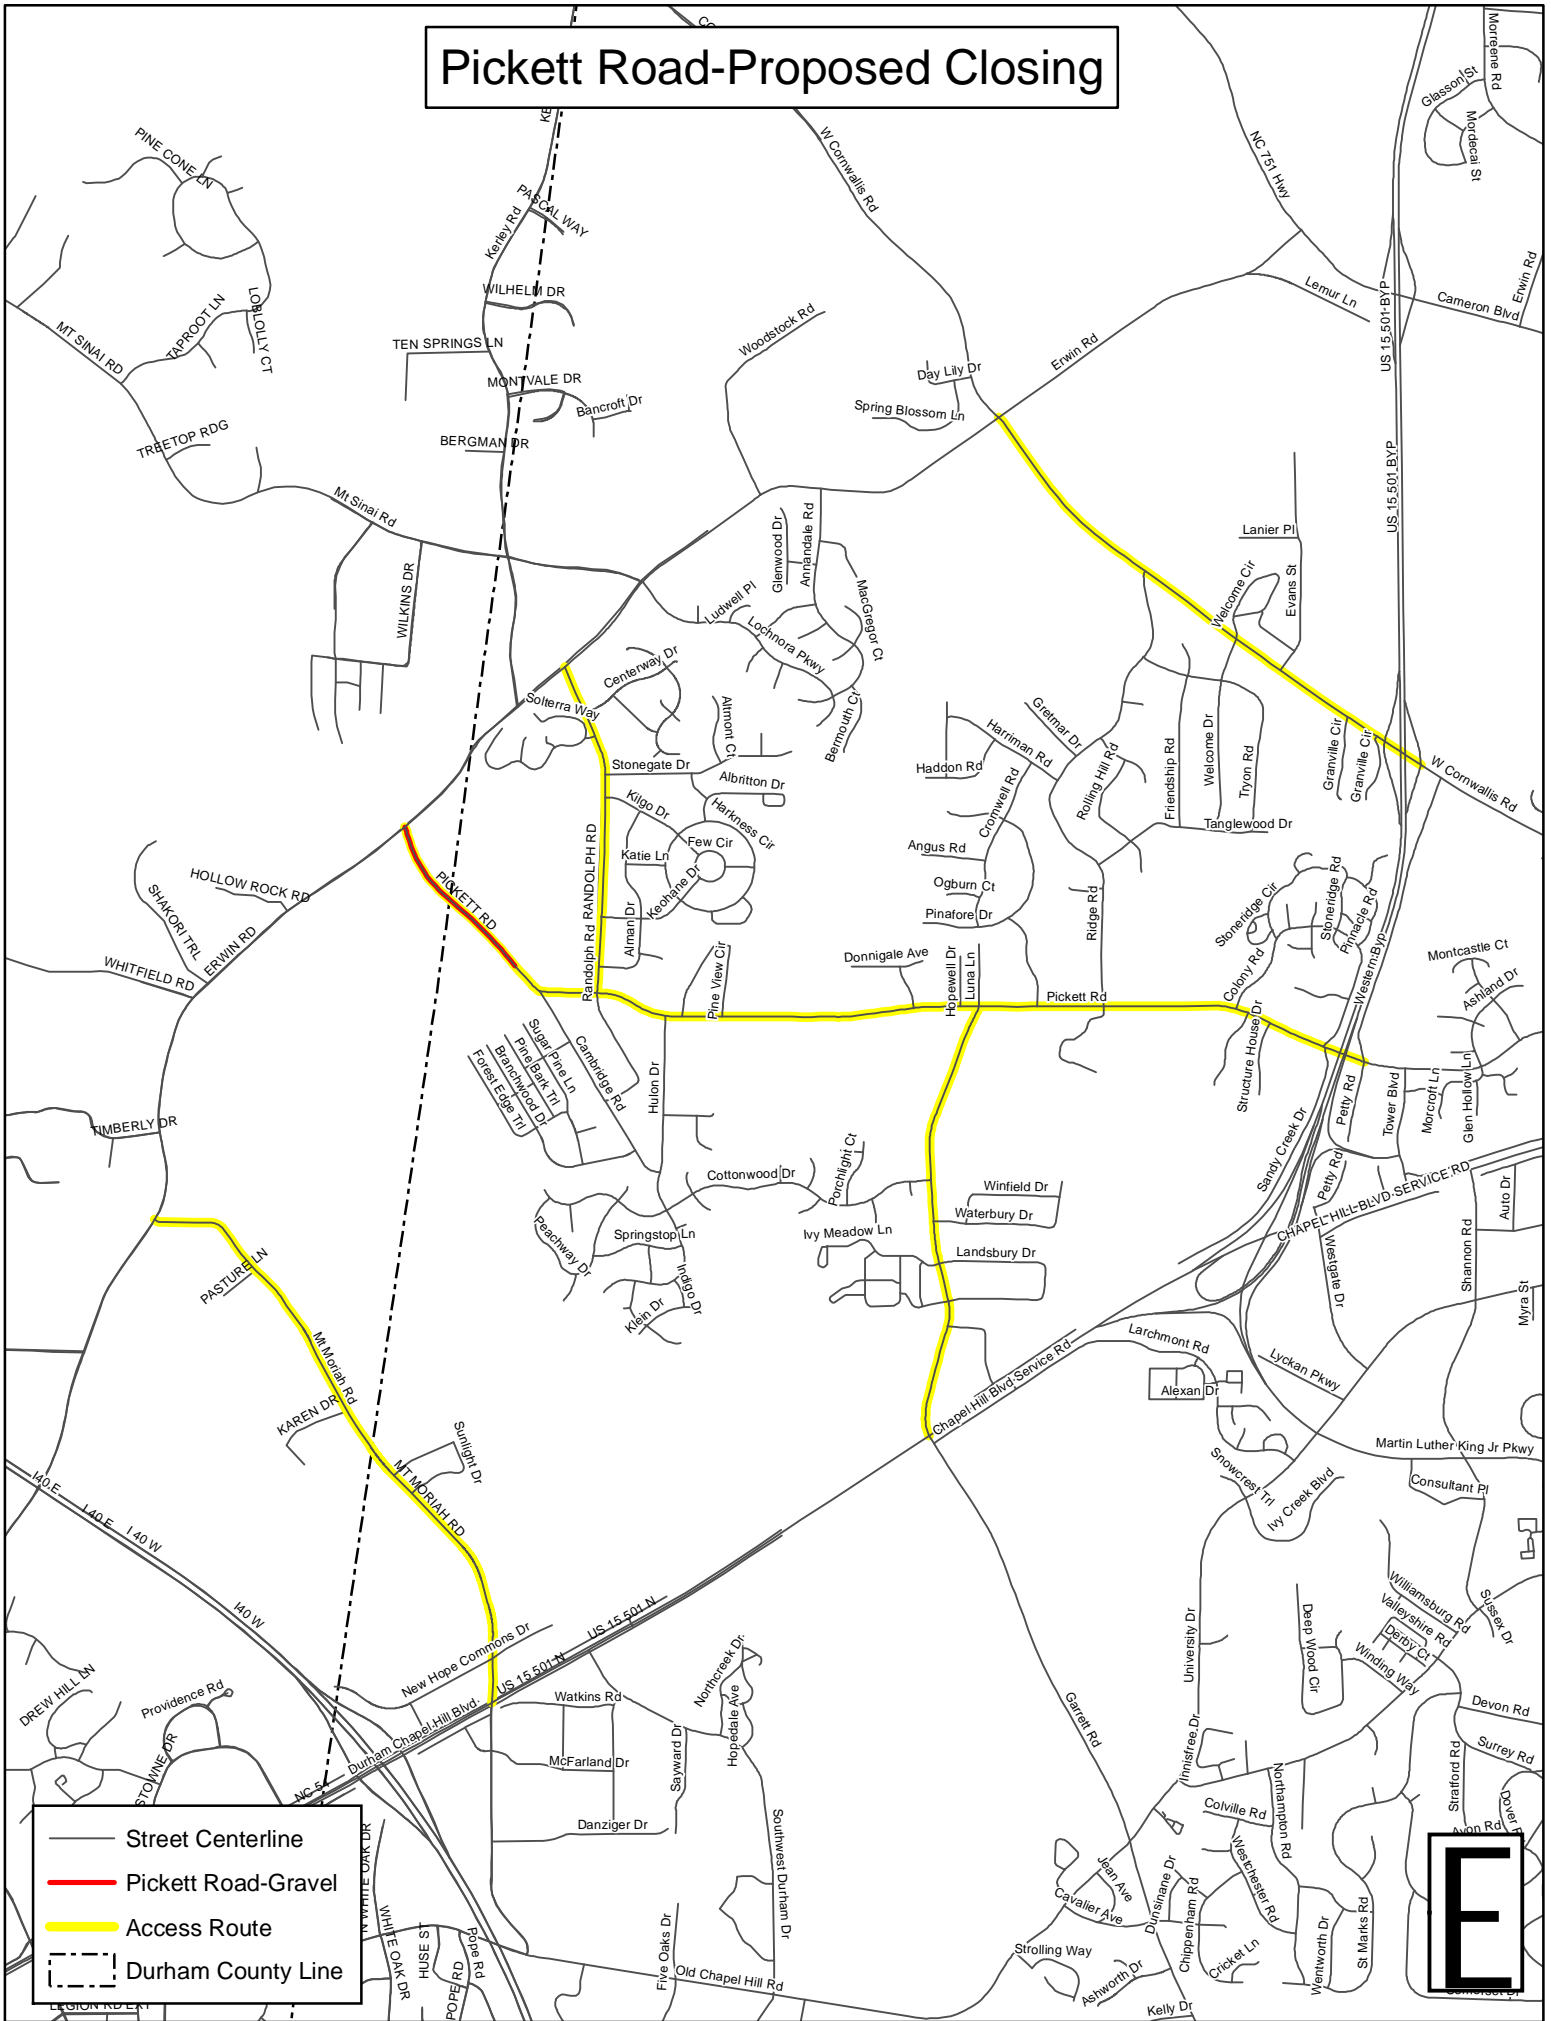 Pickett Road-Proposed Closing
Morreene Rd
Glasson St
Mordecai St
PINE CONE LN
W Cornwallis Rd
NC 751 Hwy
PASCAL WAY
Kerley Rd
Erwin Rd
WILHELM DR
Lemur Ln
Cameron Blvd
US 15 501 BYP
LOBLOLLY CT
TAPROOT LN
MT SINAI RD
Woodstock Rd
TEN SPRINGS LN
Erwin Rd
Day Lily Dr
MONTVALE DR
Bancroft Dr
Spring Blossom Ln
TREETOP RDG
BERGMAN DR
US 15 501 BYP
Mt Sinai Rd
Glenwood Dr
Annandale Rd
Lanier Pl
WILKINS DR
Ludwell Pl
MacGregor Ct
Welcome Cir
Evans St
Lochnora Pkwy
Centerway Dr
Solterra Way
Altmont Ct
Bermouth Ct
Gretmar Dr
Harriman Rd
Rolling Hill Rd
Friendship Rd
Welcome Dr
Tryon Rd
Granville Cir
Granville Cir
W Cornwallis Rd
Stonegate Dr
Albritton Dr
Haddon Rd
Cromwell Rd
Kilgo Dr
Harkness Cir
Tanglewood Dr
RANDOLPH RD
Few Cir
Katie Ln
Angus Rd
Keohane Dr
HOLLOW ROCK RD
PICKETT RD
Ogburn Ct
Stoneridge Cir
Stoneridge Rd
Pinnacle Rd
SHAKORI TRL
Alman Dr
Pinafore Dr
Ridge Rd
ERWIN RD
Randolph Rd
Donnigale Ave
Hopewell Dr
Luna Ln
Montcastle Ct
WHITFIELD RD
Pine View Cir
Colony Rd
Western Byp
Ashland Dr
Pickett Rd
Structure House Dr
Sugar Pine Ln
Pine Bark Trl
Branchwood Dr
Forest Edge Trl
Cambridge Rd
Hulon Dr
Petty Rd
Tower Blvd
Morcroft Ln
Glen Hollow Ln
TIMBERLY DR
Sandy Creek Dr
Porchlight Ct
Cottonwood Dr
Winfield Dr
Petty Rd
CHAPEL HILL BLVD SERVICE RD
Auto Dr
Waterbury Dr
Peachway Dr
Springstop Ln
Ivy Meadow Ln
Landsbury Dr
Westgate Dr
Shannon Rd
PASTURE LN
Indigo Dr
Klein Dr
Myra St
Mt Moriah Rd
Larchmont Rd
Chapel Hill Blvd Service Rd
Lyckan Pkwy
Alexan Dr
KAREN DR
Sunlight Dr
Martin Luther King Jr Pkwy
MT MORIAH RD
Snowcrest Trl
Consultant Pl
I40 E
I 40 E
I 40 W
Ivy Creek Blvd
I40 W
US 15 501 N
Williamsburg Rd
Valleyshire Rd
Derby Ct
Sussex Dr
Deep Wood Cir
University Dr
New Hope Commons Dr
Northcreek Dr
Winding Way
DREW HILL LN
US 15 501 N
Providence Rd
Watkins Rd
Hopedale Ave
Garrett Rd
Devon Rd
Durham Chapel Hill Blvd.
Sayward Dr
Innisfree Dr
Surrey Rd
McFarland Dr
Northampton Rd
Stratford Rd
STOWNE DR
NC 54
Colville Rd
Dover R
Danziger Dr
Southwest Durham Dr
Avon Rd
Westchester Rd
Street Centerline
Pickett Road-Gravel
Access Route
Durham County Line
N WHITE OAK DR
WHITE OAK DR
HUSE ST
Pope Rd
POPE RD
Jean Ave
Cavalier Ave
Dunsinane Dr
Chippenham Rd
Five Oaks Dr
Old Chapel Hill Rd
Strolling Way
Ashworth Dr
Cricket Ln
Wentworth Dr
St Marks Rd
Kelly Dr
LEGION RD EXT
Somerset Dr
E